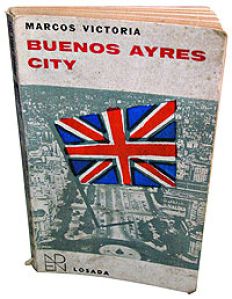 MARCOS VICTORIA
BUENOS AYRES
CITY
LOSADA